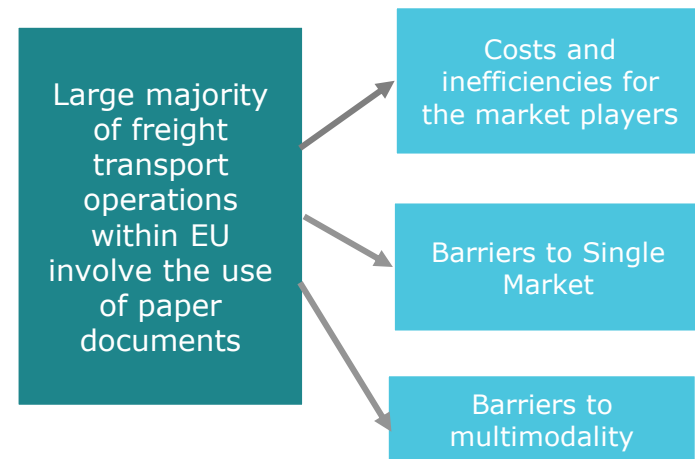 Large majority
of freight
transport
operations
within EU
involve the use
of paper
documents
Costs and
inefficiencies for
the market players
Barriers to Single
Market
Barriers to
multimodality